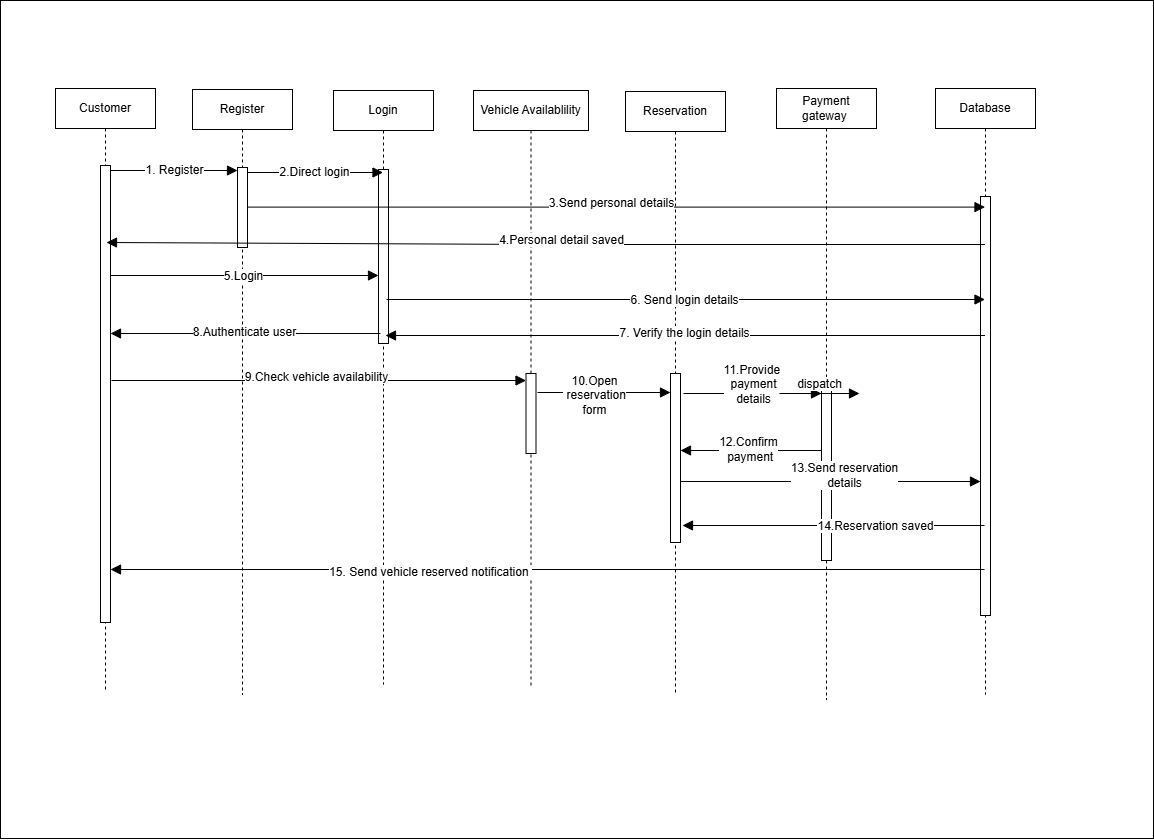 Customer
Register
Login
Vehicle Availablility
Reservation
Payment
gateway
Database
1. Register
2.Direct login
3.Send personal details
4.Personal detail saved
5.Login
6. Send login details
7. Verify the login details
8.Authenticate user
9.Check vehicle availability
10.Open
reservation
form
11.Provide
payment
details
dispatch
12.Confirm
payment
13.Send reservation
details
14.Reservation saved
15. Send vehicle reserved notification